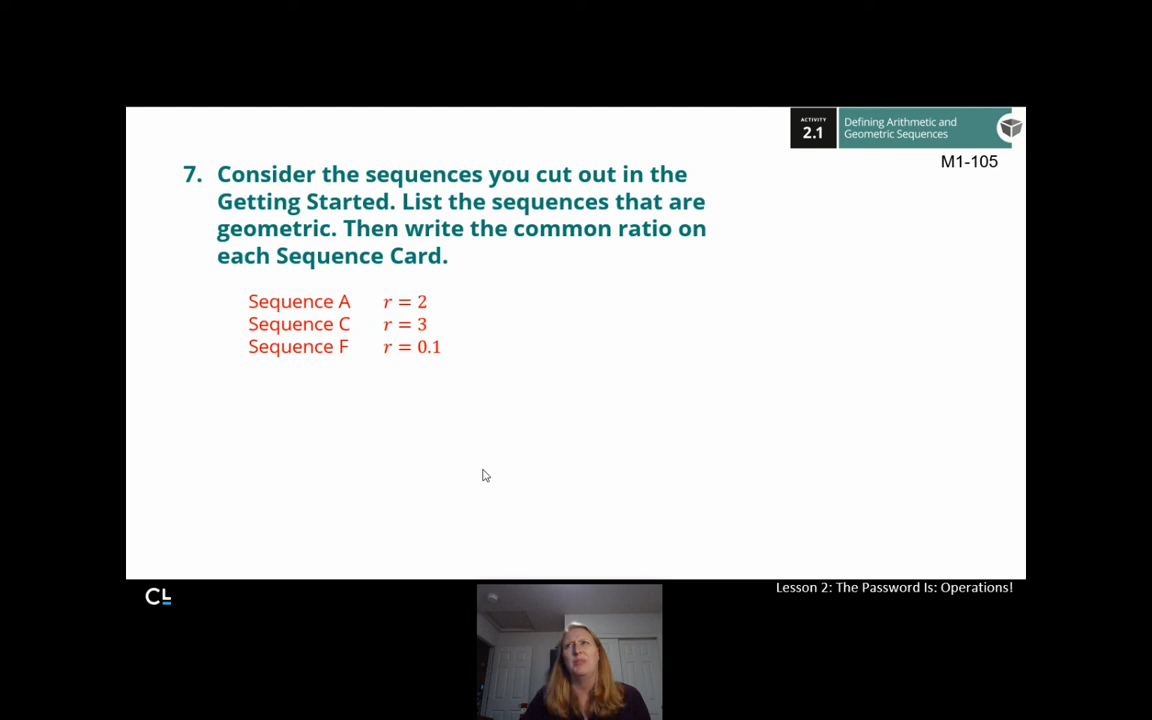 ACTIVITY
2.1
Defining Arithmetic and
Geometric Sequences
M1-105
7. Consider the sequences you cut out in the
Getting Started. List the sequences that are
geometric. Then write the common ratio on
each Sequence Card.
Sequence A r = 2
Sequence C r = 3
Sequence F r = 0.1
CL
Lesson 2: The Password Is: Operations!